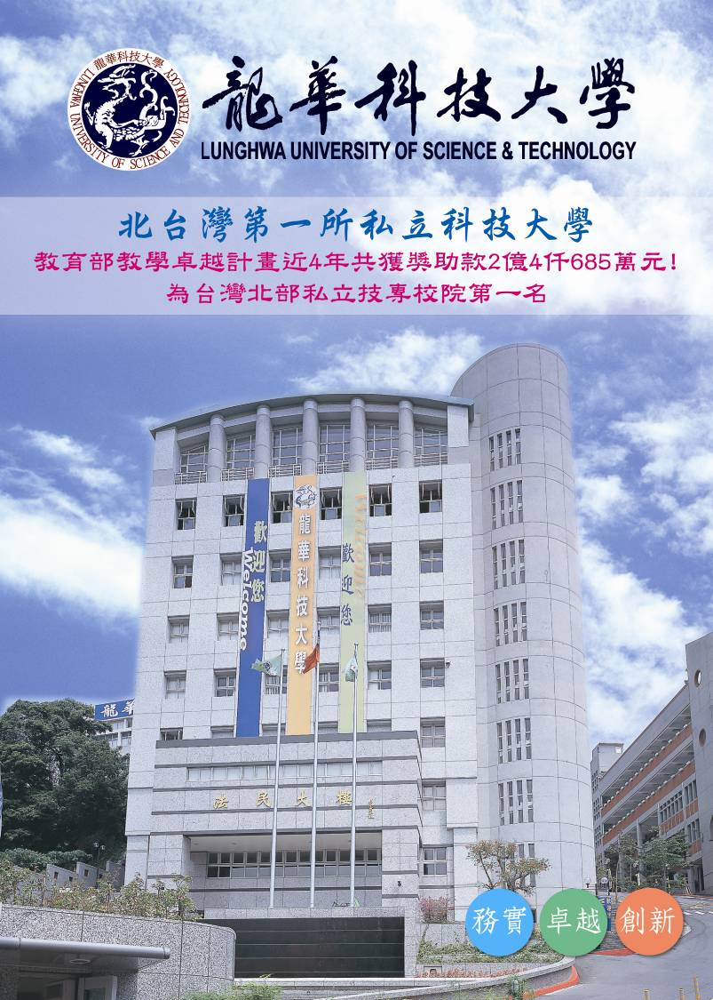 龍華科技大學
LUNGHWA UNIVERSITY OF SCIENCE AND TECHNOLOGY
龍華科技大學
LUNGHWA UNIVERSITY OF SCIENCE & TECHNOLOGY
北台灣第一所私立科技大學
教育部教學卓越計畫近4年共獲獎助款2億4仟685萬元!
為台灣北部私立技專校院第一名
歡迎您
Welcome
龍華科技大學
歡迎您
Welcome
龍華
法民大樓
務實
卓越
創新